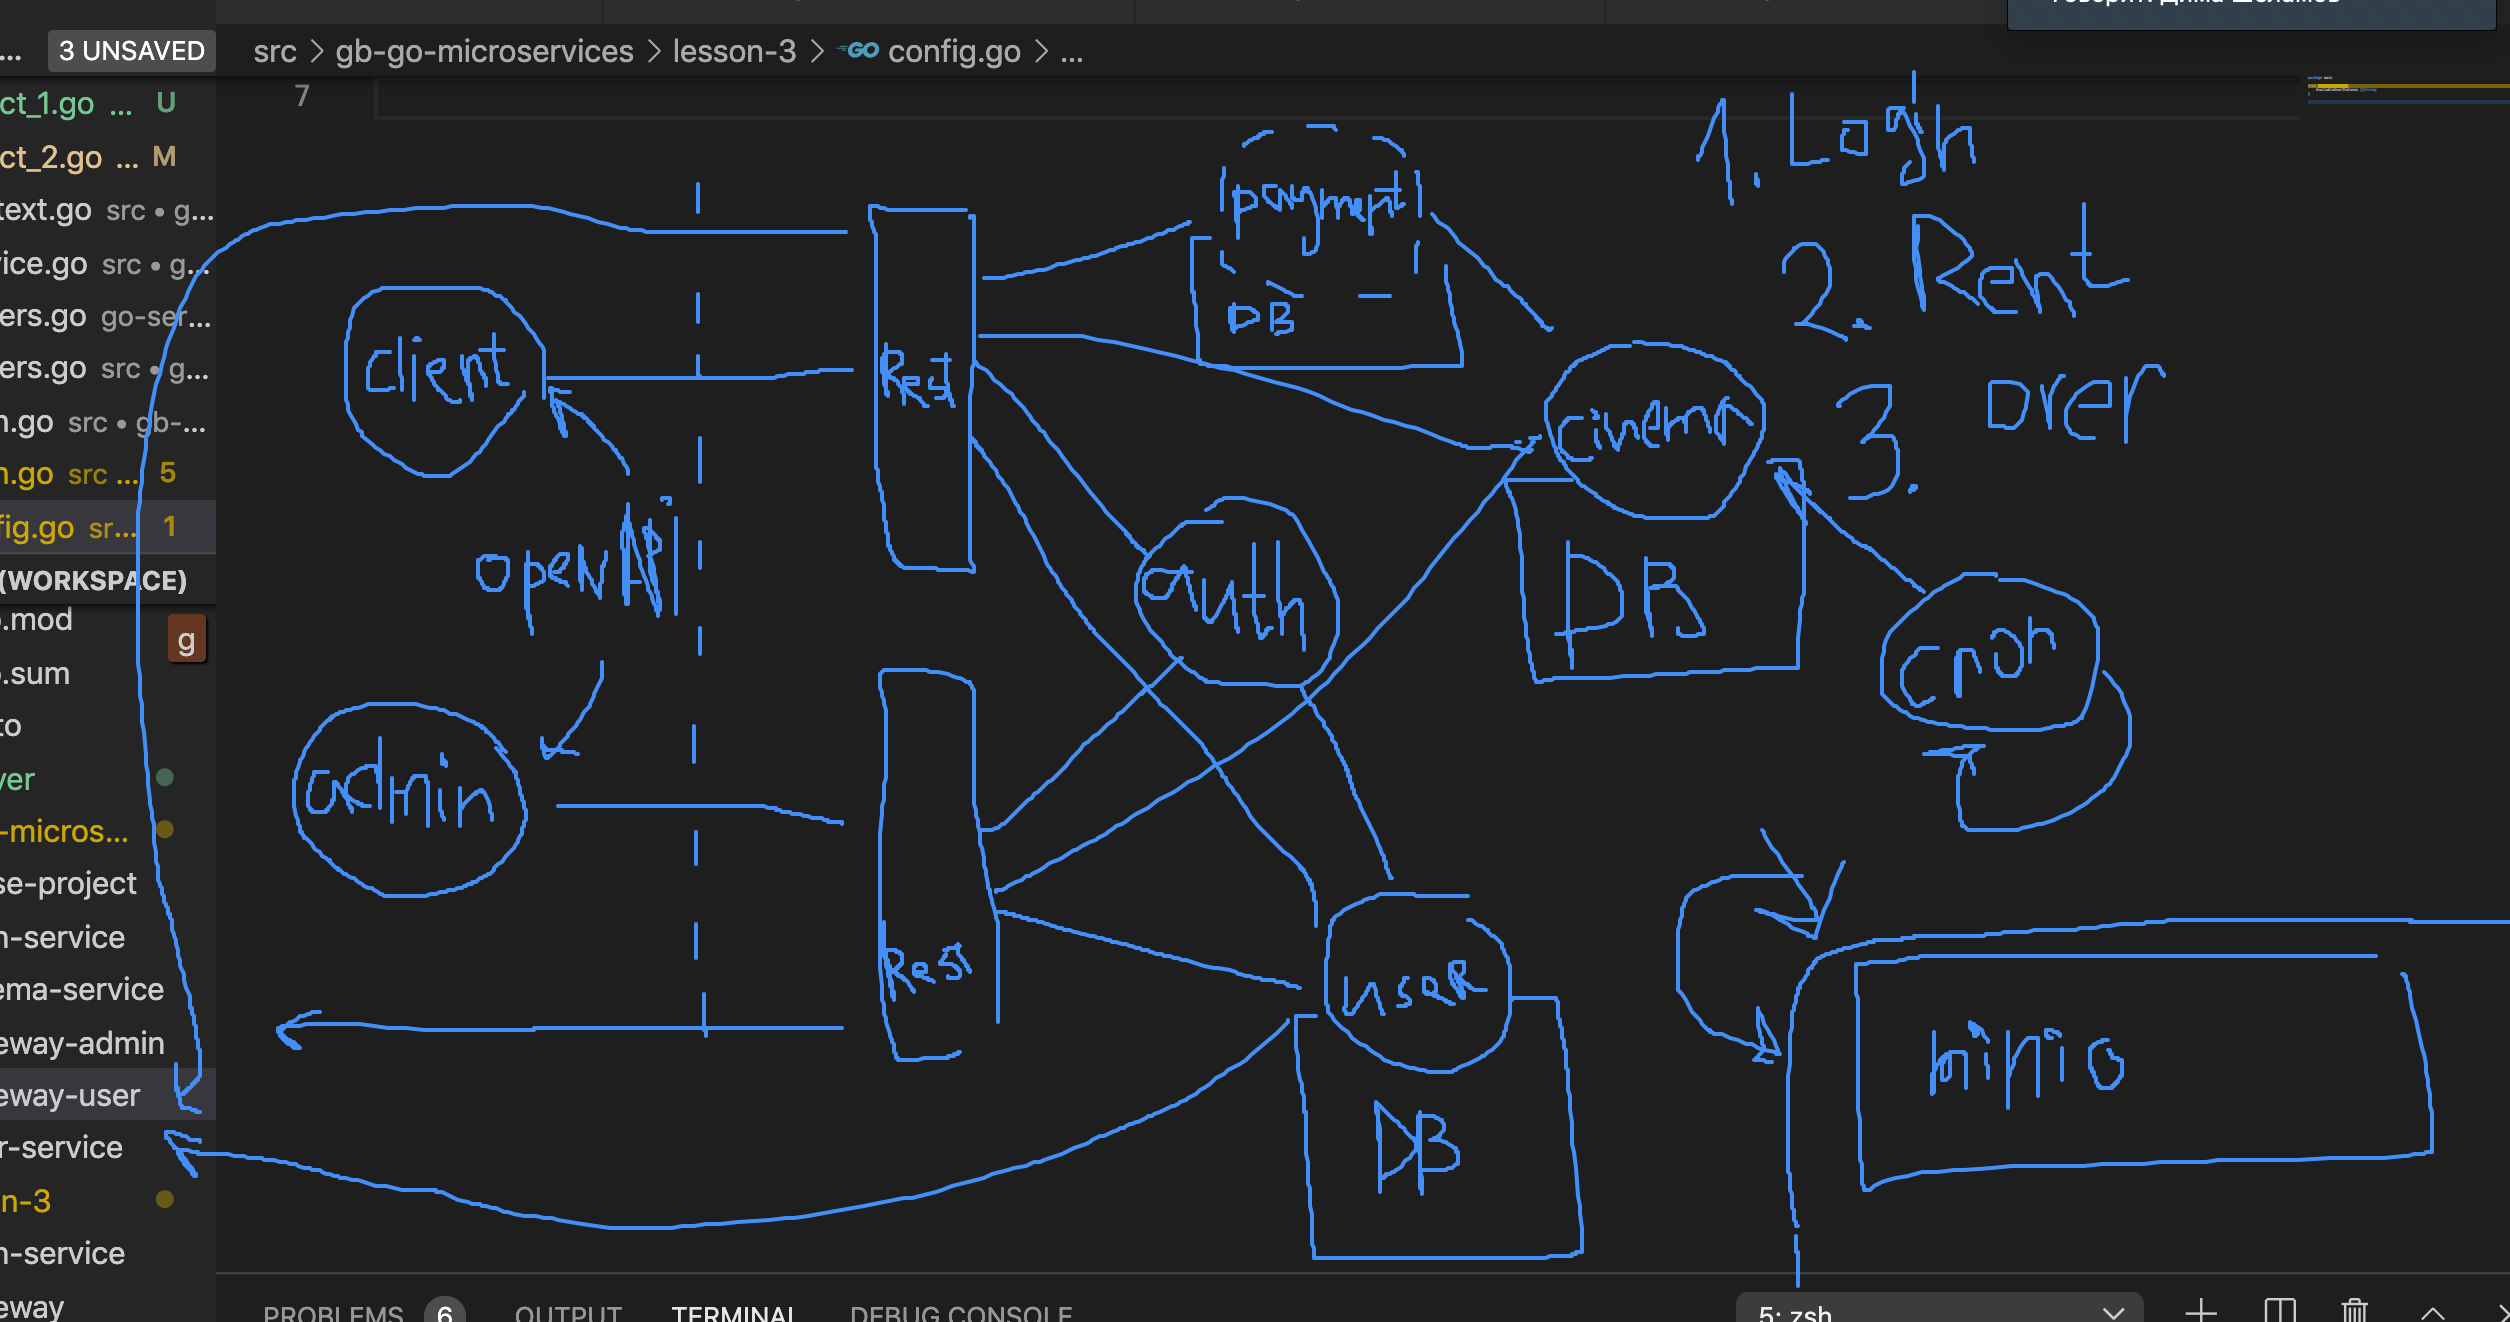 ... 3 UNSAVED
src > gb-go-microservices > lesson-3 > GO config.go > ...
ct_1.go ... U
ct_2.go ... M
text.go src • g...
vice.go src • g...
ers.go go-ser...
ers.go src • g...
n.go src • gb-...
n.go src ... 5
fig.go sr... 1
(WORKSPACE)
o.mod
g
o.sum
to
ver
-micros...
se-project
n-service
ema-service
eway-admin
eway-user
r-service
n-3
n-service
eway
7
1. Login
2. Rent
3. over
payment
DB
client
Rest
cinema
DB
openAPi
auth
cron
admin
Rest
user
DB
minio
PROBLEMS 6 OUTPUT TERMINAL DEBUG CONSOLE
5: zsh